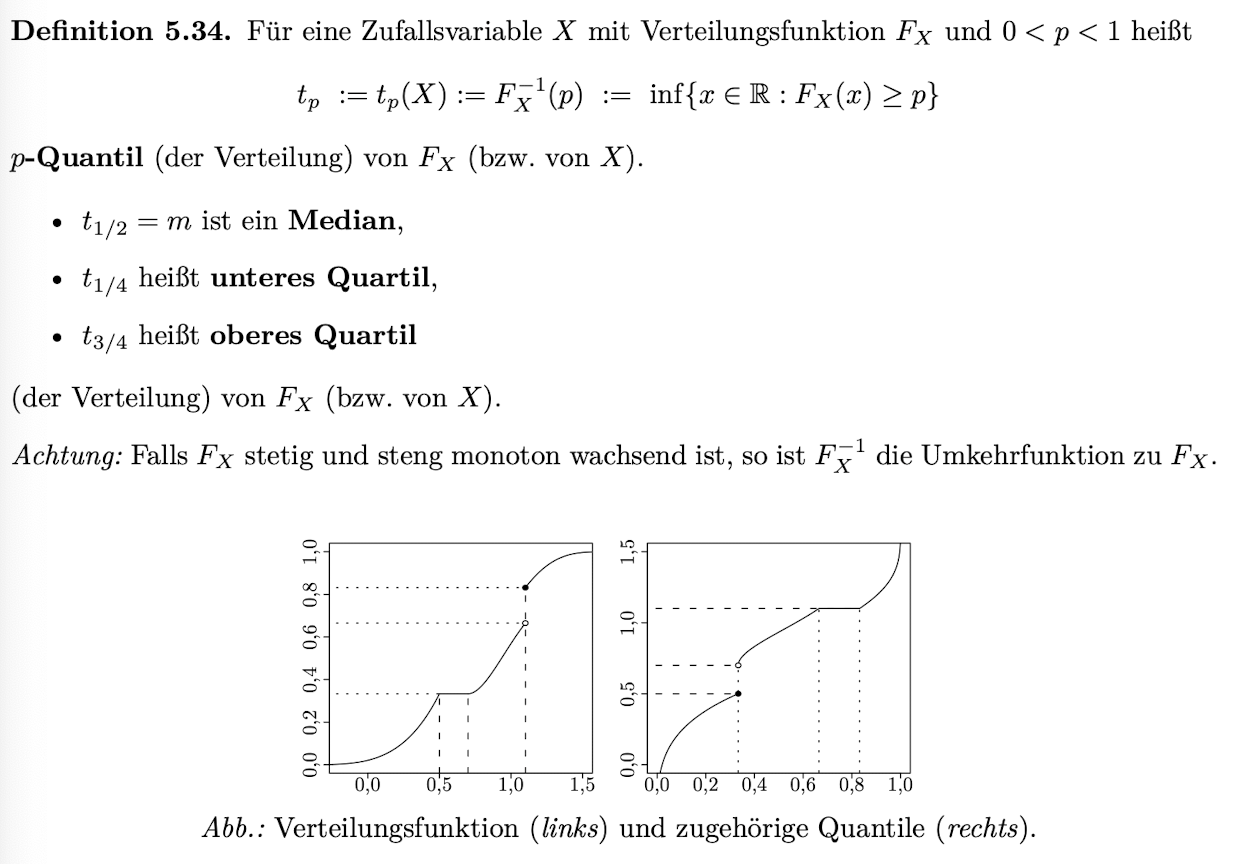 Definition 5.34. Für eine Zufallsvariable X mit Verteilungsfunktion F_X und 0 < p < 1 heißt
t_p := t_p(X) := F_X^{-1}(p) := inf{x ∈ ℝ : F_X(x) ≥ p}
p-Quantil (der Verteilung) von F_X (bzw. von X).
• t_{1/2} = m ist ein Median,
• t_{1/4} heißt unteres Quartil,
• t_{3/4} heißt oberes Quartil
(der Verteilung) von F_X (bzw. von X).
Achtung: Falls F_X stetig und steng monoton wachsend ist, so ist F_X^{-1} die Umkehrfunktion zu F_X.
0,0 0,2 0,4 0,6 0,8 1,0
0,0 0,5 1,0 1,5
0,0 0,5 1,0 1,5
0,0 0,2 0,4 0,6 0,8 1,0
Abb.: Verteilungsfunktion (links) und zugehörige Quantile (rechts).